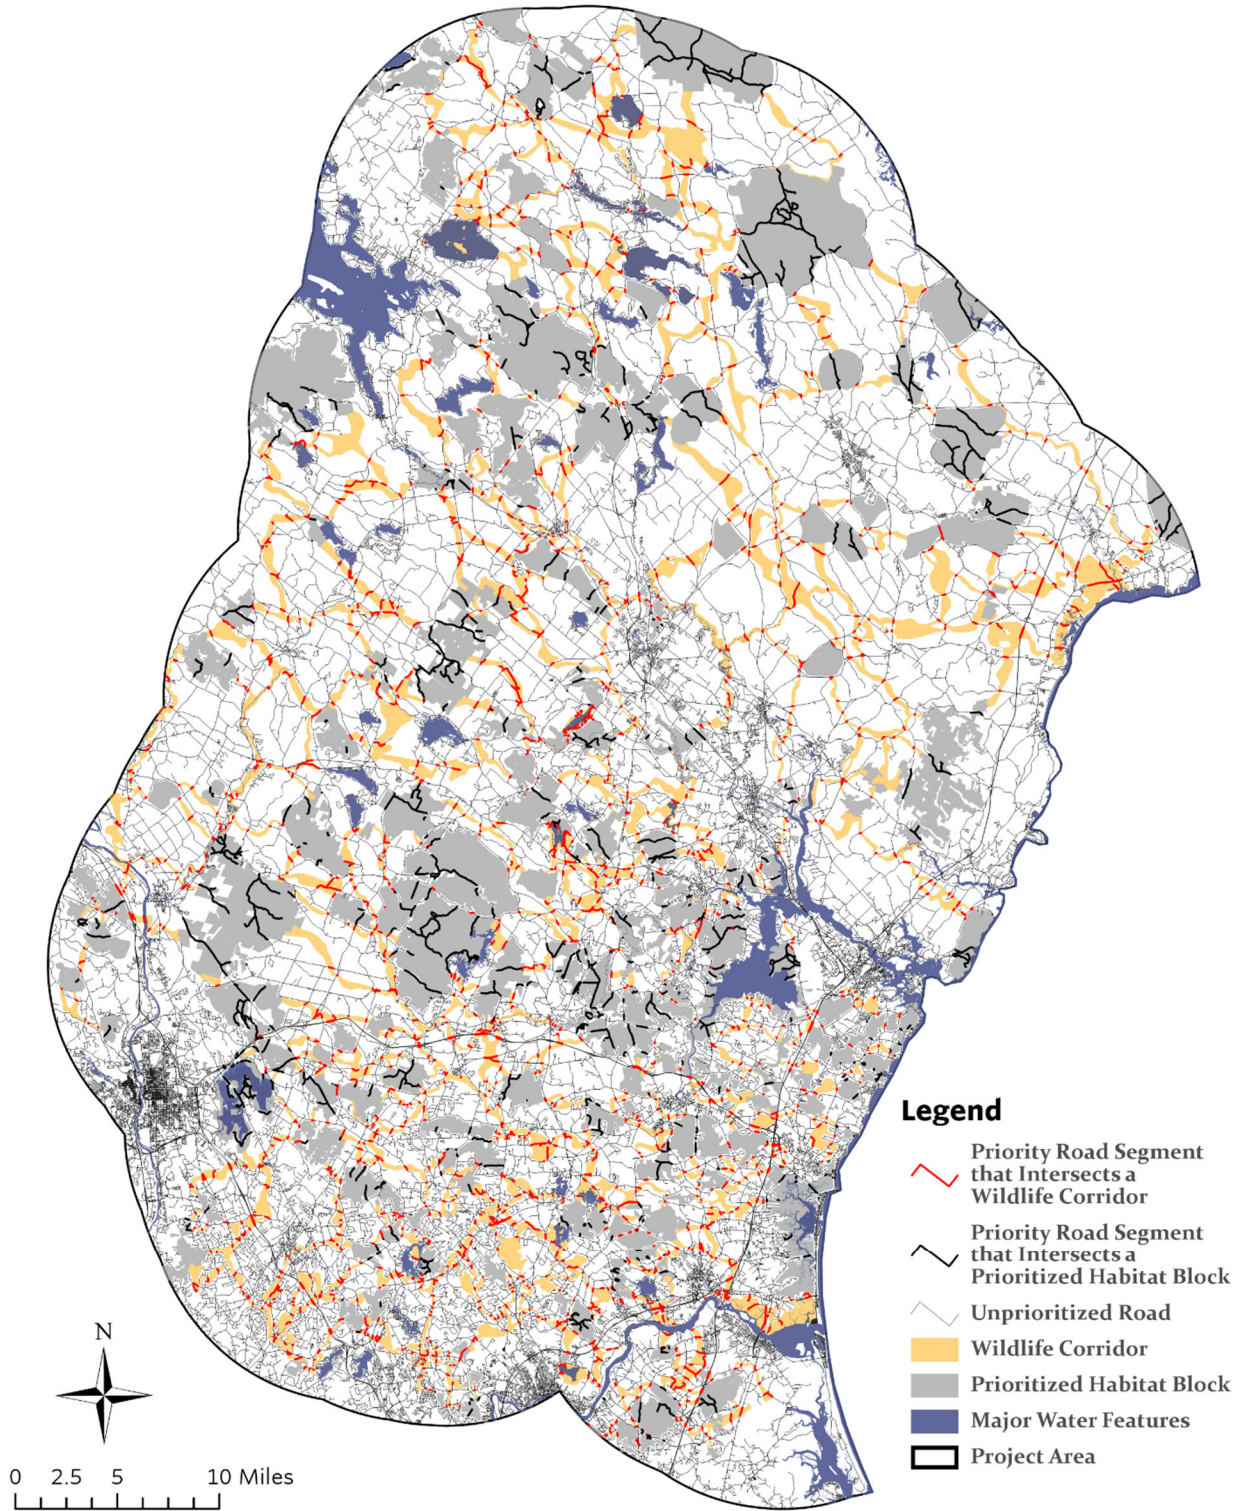 Legend
Priority Road Segment
that Intersects a
Wildlife Corridor
Priority Road Segment
that Intersects a
Prioritized Habitat Block
Unprioritized Road
Wildlife Corridor
Prioritized Habitat Block
Major Water Features
Project Area
N
0 2.5 5 10 Miles